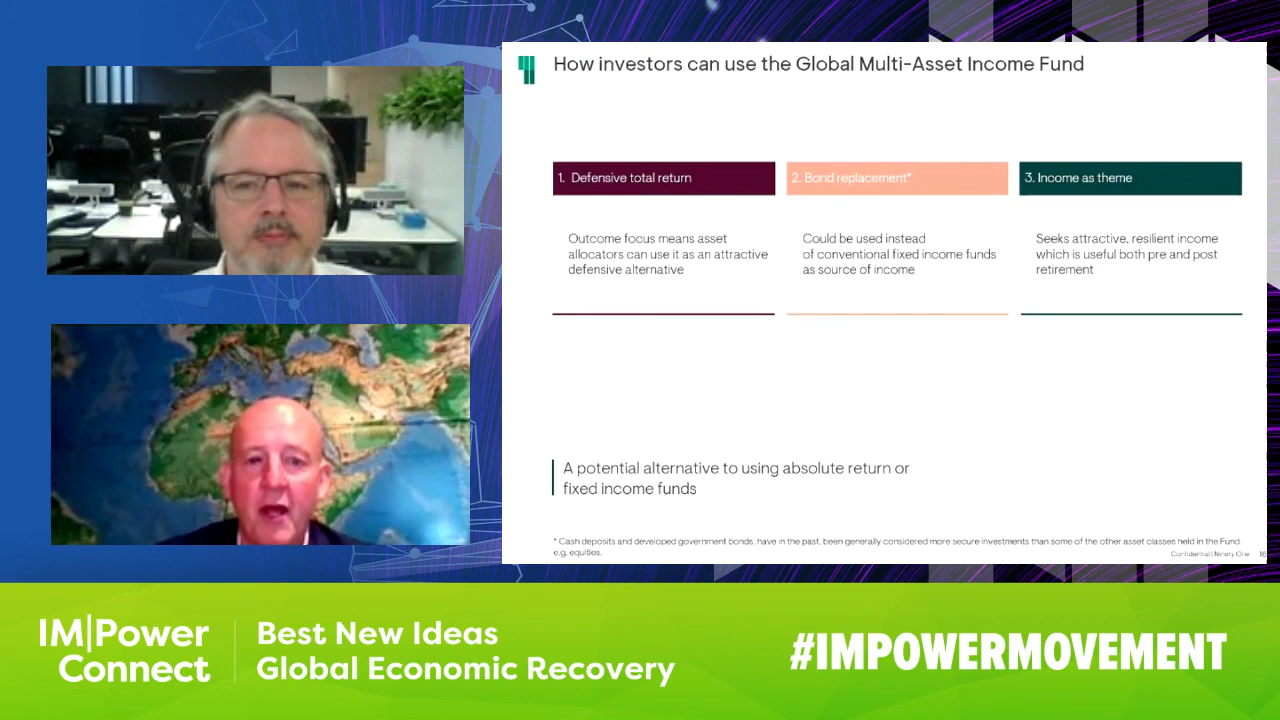 How investors can use the Global Multi-Asset Income Fund
1. Defensive total return
Outcome focus means asset
allocators can use it as an attractive
defensive alternative
2. Bond replacement*
Could be used instead
of conventional fixed income funds
as source of income
3. Income as theme
Seeks attractive, resilient income
which is useful both pre and post
retirement
A potential alternative to using absolute return or
fixed income funds
* Cash deposits and developed government bonds, have in the past, been generally considered more secure investments than some of the other asset classes held in the Fund.
e.g. equities.
Confidential | Ninety One 16
IM|Power
Connect
Best New Ideas
Global Economic Recovery
#IMPOWERMOVEMENT